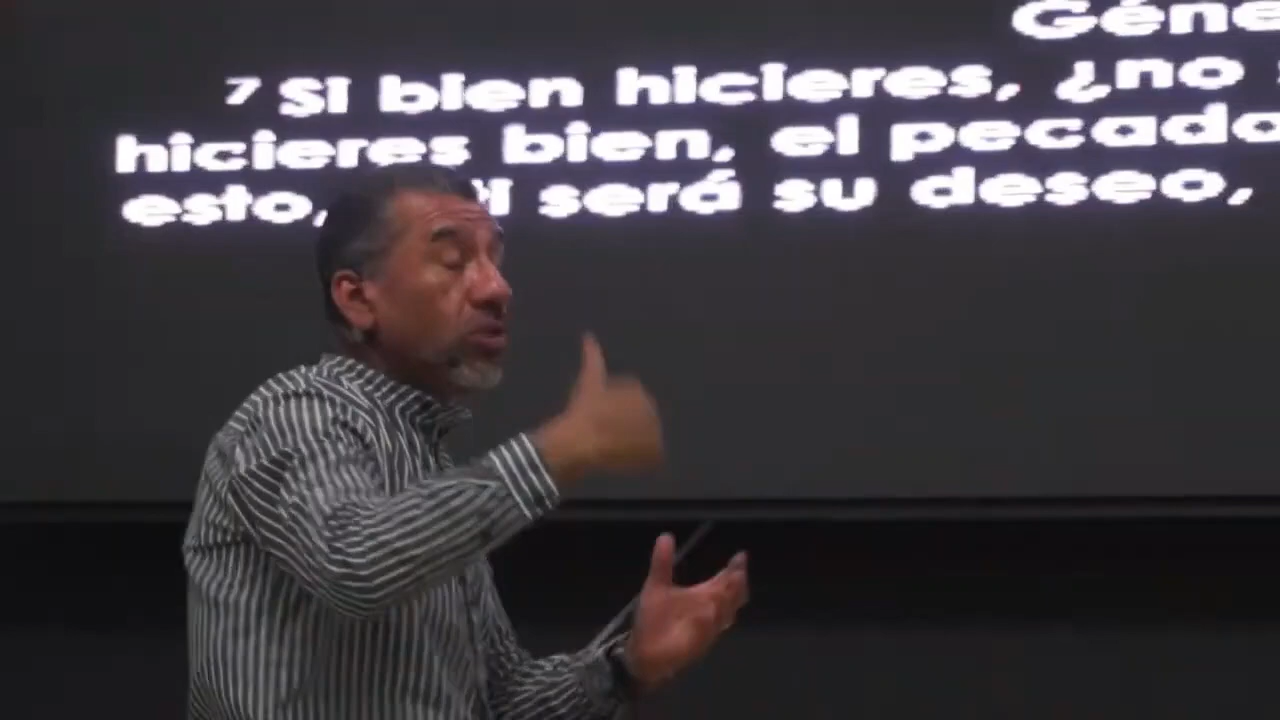 Géne
7 Si bien hicieres, ¿no
hicieres bien, el pecado
esto, será su deseo,